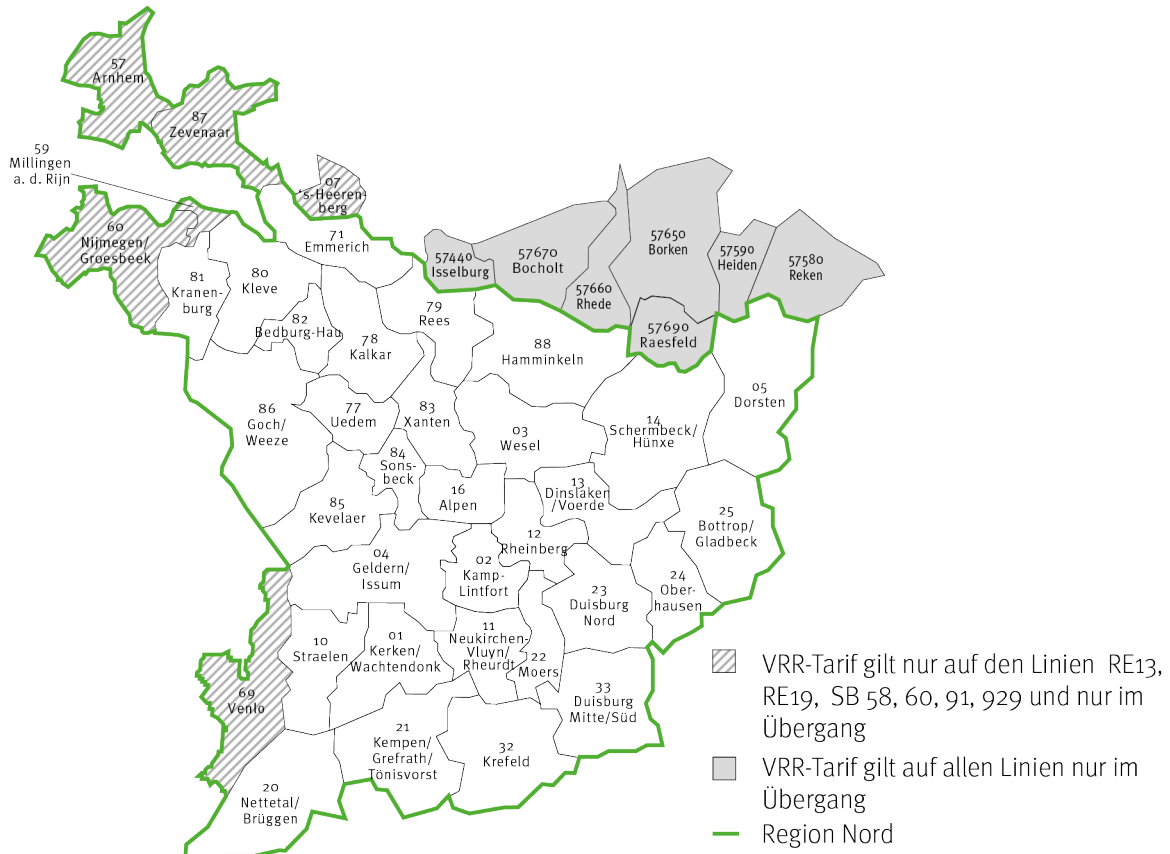 57
Arnhem
87
Zevenaar
59
Millingen
a. d. Rijn
07
's-Heeren-
berg
60
Nijmegen/
Groesbeek
71
Emmerich
57440
Isselburg
57670
Bocholt
57660
Rhede
57650
Borken
57590
Heiden
57580
Reken
57690
Raesfeld
81
Kranen-
burg
80
Kleve
82
Bedburg-Hau
78
Kalkar
79
Rees
88
Hamminkeln
05
Dorsten
86
Goch/
Weeze
77
Uedem
83
Xanten
03
Wesel
14
Schermbeck/
Hünxe
84
Sons-
beck
85
Kevelaer
16
Alpen
13
Dinslaken
/Voerde
25
Bottrop/
Gladbeck
12
Rheinberg
04
Geldern/
Issum
02
Kamp-
Lintfort
23
Duisburg
Nord
24
Ober-
hausen
10
Straelen
01
Kerken/
Wachtendonk
11
Neukirchen-
Vluyn/
Rheurdt
22
Moers
69
Venlo
33
Duisburg
Mitte/Süd
21
Kempen/
Grefrath/
Tönisvorst
32
Krefeld
20
Nettetal/
Brüggen
VRR-Tarif gilt nur auf den Linien RE13,
RE19, SB 58, 60, 91, 929 und nur im
Übergang
VRR-Tarif gilt auf allen Linien nur im
Übergang
Region Nord